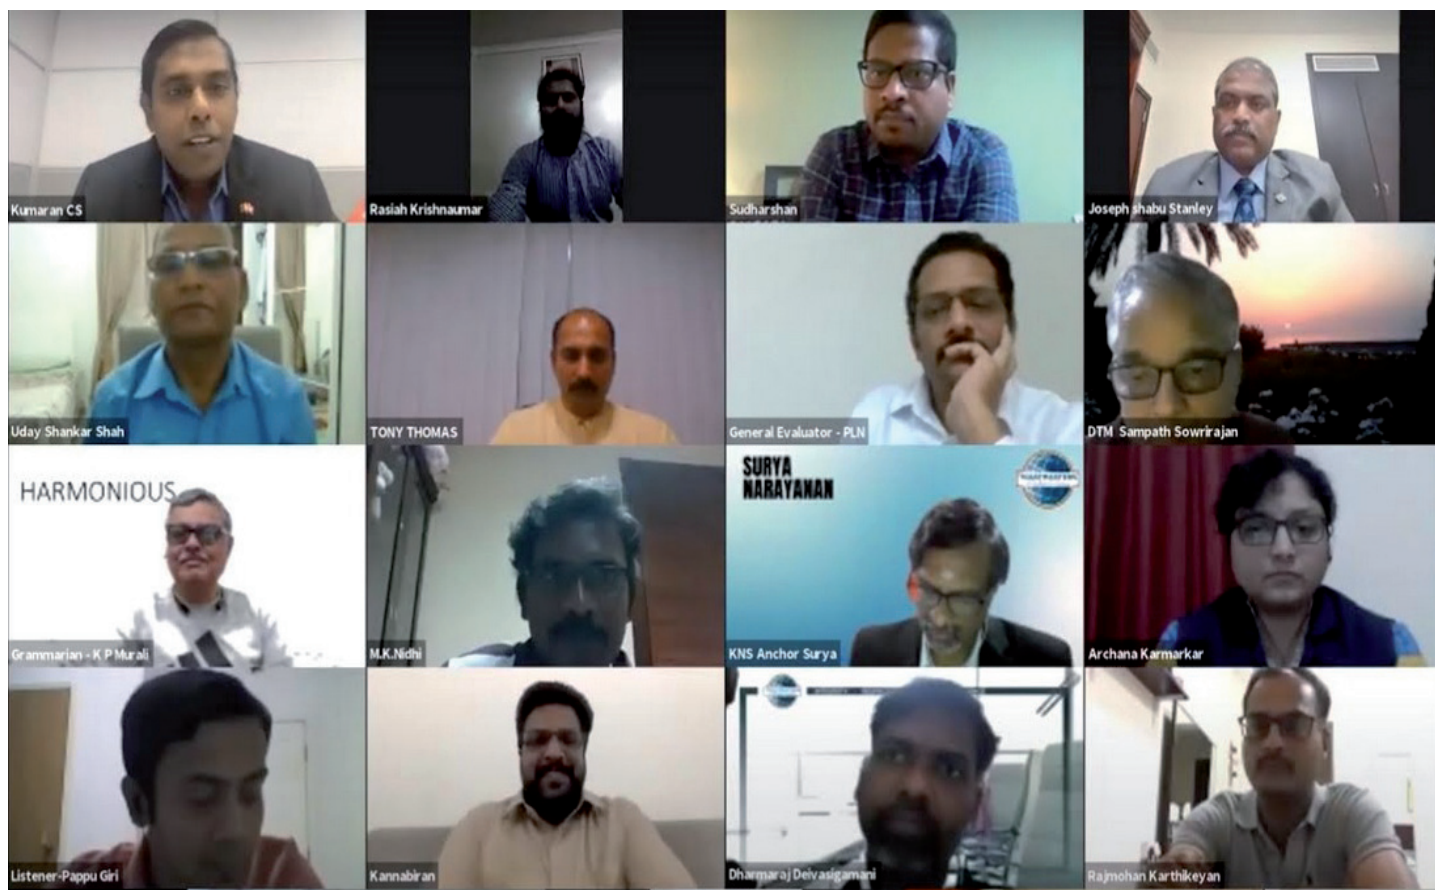 Kumaran CS
Rasiah Krishnaumar
Sudharshan
Joseph shabu Stanley
Uday Shankar Shah
TONY THOMAS
General Evaluator - PLN
DTM Sampath Sowrirajan
HARMONIOUS
Grammarian - K P Murali
M.K.Nidhi
SURYA
NARAYANAN
TOASTMASTERS
KNS Anchor Surya
Archana Karmarkar
Listener-Pappu Giri
Kannabiran
Dharmaraj Deivasigamani
Rajmohan Karthikeyan